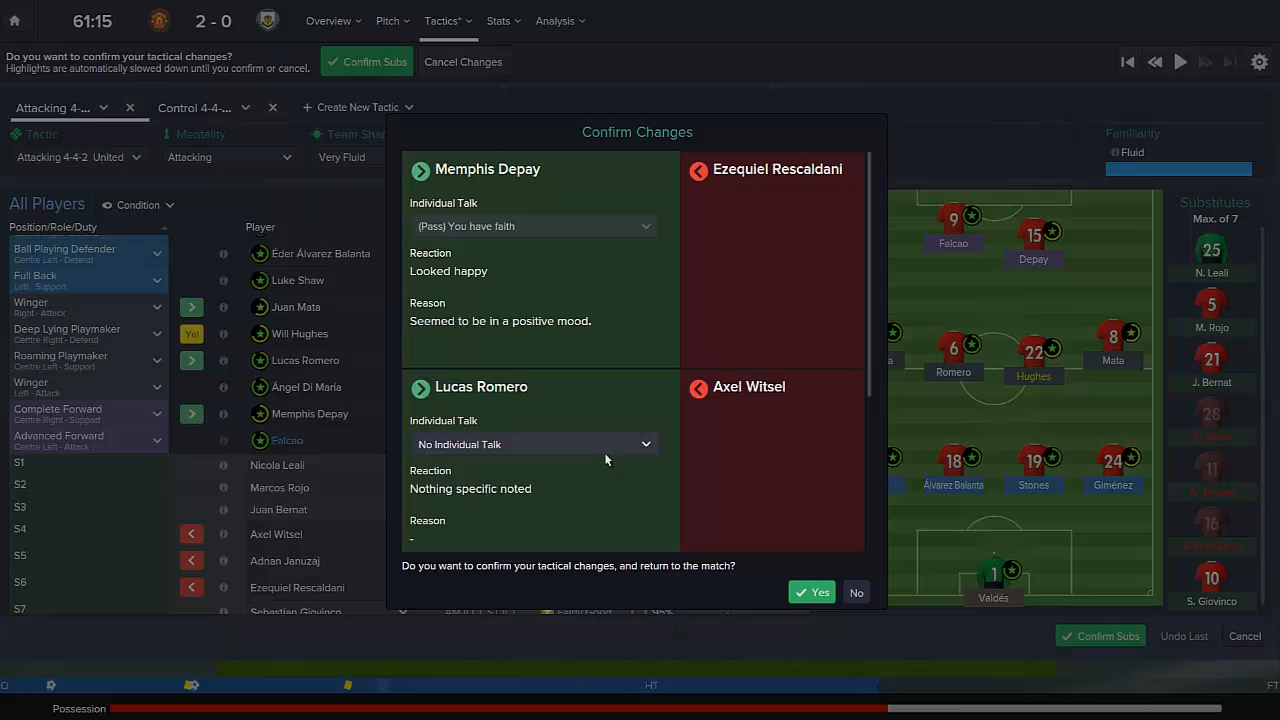 61:15
2 - 0
Overview
Pitch
Tactics*
Stats
Analysis
Do you want to confirm your tactical changes?
Highlights are automatically slowed down until you confirm or cancel.
Confirm Subs
Cancel Changes
Attacking 4-...
Control 4-4-...
Create New Tactic
Tactic
Mentality
Team Shap
Familiarity
Attacking 4-4-2 United
Attacking
Very Fluid
Fluid
Confirm Changes
Memphis Depay
Ezequiel Rescaldani
Individual Talk
(Pass) You have faith
Reaction
Looked happy
Reason
Seemed to be in a positive mood.
Lucas Romero
Axel Witsel
Individual Talk
No Individual Talk
Reaction
Nothing specific noted
Reason
-
Do you want to confirm your tactical changes, and return to the match?
Yes
No
All Players
Condition
Position/Role/Duty
Player
Ball Playing Defender
Centre Left - Defend
Éder Álvarez Balanta
Full Back
Left - Support
Luke Shaw
Winger
Right - Attack
Juan Mata
Deep Lying Playmaker
Centre Right - Defend
Yel
Will Hughes
Roaming Playmaker
Centre Left - Support
Lucas Romero
Winger
Left - Attack
Ángel Di María
Complete Forward
Centre Right - Support
Memphis Depay
Advanced Forward
Centre Left - Attack
Falcao
S1
Nicola Leali
S2
Marcos Rojo
S3
Juan Bernat
S4
Axel Witsel
S5
Adnan Januzaj
S6
Ezequiel Rescaldani
S7
Sebastian Giovinco
95%
9
Falcao
15
Depay
6
Romero
22
Hughes
8
Mata
18
Álvarez Balanta
19
Stones
24
Giménez
1
Valdés
Substitutes
Max. of 7
25
N. Leali
5
M. Rojo
21
J. Bernat
28
A. Witsel
11
A. Januzaj
16
10
S. Giovinco
Confirm Subs
Undo Last
Cancel
HT
FT
Possession